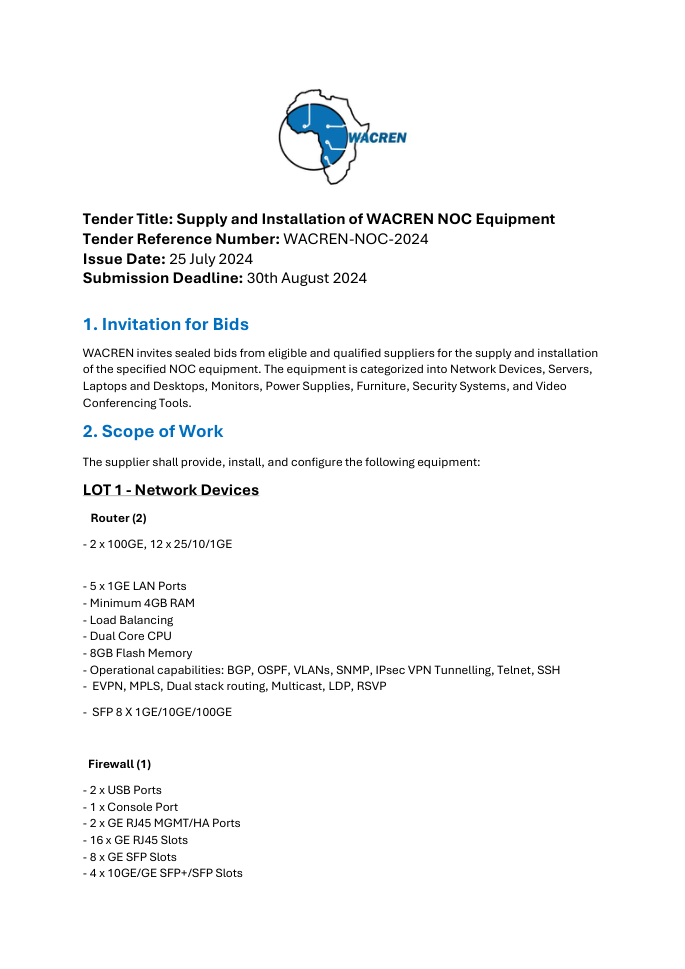 WACREN
Tender Title: Supply and Installation of WACREN NOC Equipment
Tender Reference Number: WACREN-NOC-2024
Issue Date: 25 July 2024
Submission Deadline: 30th August 2024
1. Invitation for Bids
WACREN invites sealed bids from eligible and qualified suppliers for the supply and installation
of the specified NOC equipment. The equipment is categorized into Network Devices, Servers,
Laptops and Desktops, Monitors, Power Supplies, Furniture, Security Systems, and Video
Conferencing Tools.
2. Scope of Work
The supplier shall provide, install, and configure the following equipment:
LOT 1 - Network Devices
Router (2)
- 2 x 100GE, 12 x 25/10/1GE
- 5 x 1GE LAN Ports
- Minimum 4GB RAM
- Load Balancing
- Dual Core CPU
- 8GB Flash Memory
- Operational capabilities: BGP, OSPF, VLANs, SNMP, IPsec VPN Tunnelling, Telnet, SSH
- EVPN, MPLS, Dual stack routing, Multicast, LDP, RSVP
- SFP 8 X 1GE/10GE/100GE
Firewall (1)
- 2 x USB Ports
- 1 x Console Port
- 2 x GE RJ45 MGMT/HA Ports
- 16 x GE RJ45 Slots
- 8 x GE SFP Slots
- 4 x 10GE/GE SFP+/SFP Slots